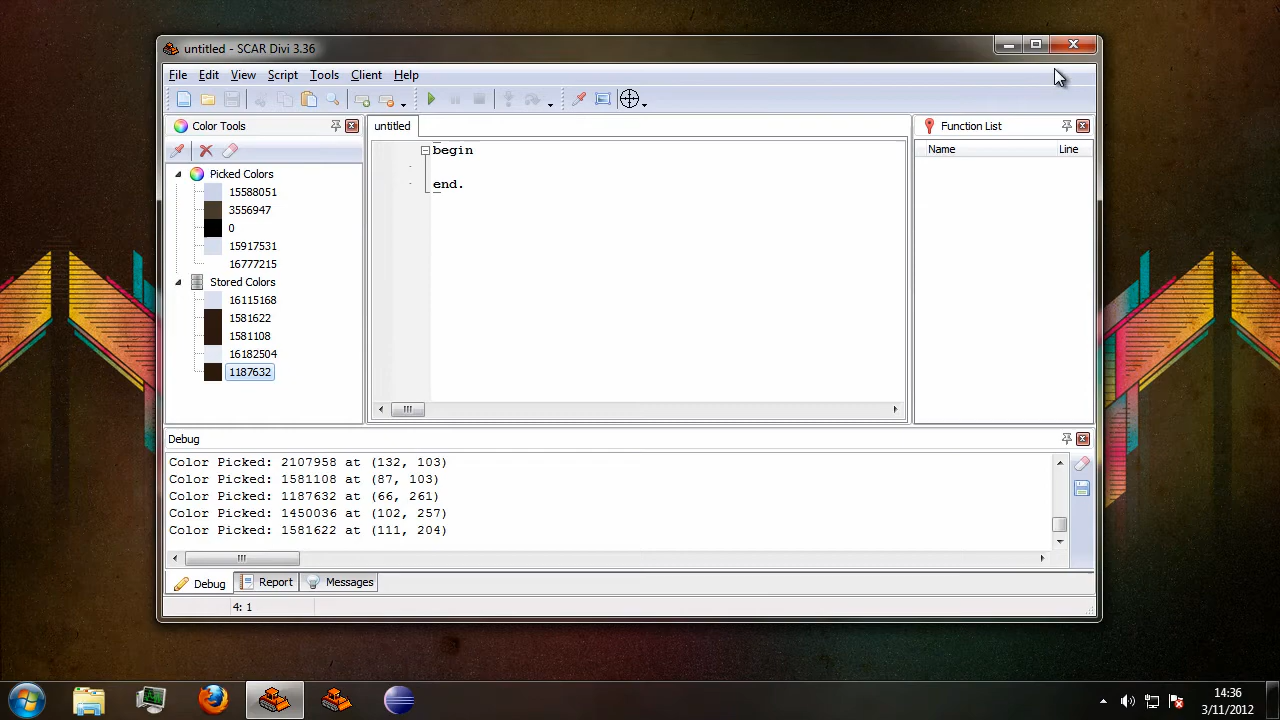 untitled - SCAR Divi 3.36
File Edit View Script Tools Client Help
Color Tools
untitled
Function List
Name Line
Picked Colors
15588051
3556947
0
15917531
16777215
Stored Colors
16115168
1581622
1581108
16182504
1187632
begin
end.
Debug
Color Picked: 2107958 at (132, 103)
Color Picked: 1581108 at (87, 103)
Color Picked: 1187632 at (66, 261)
Color Picked: 1450036 at (102, 257)
Color Picked: 1581622 at (111, 204)
Debug Report Messages
4: 1
14:36
3/11/2012